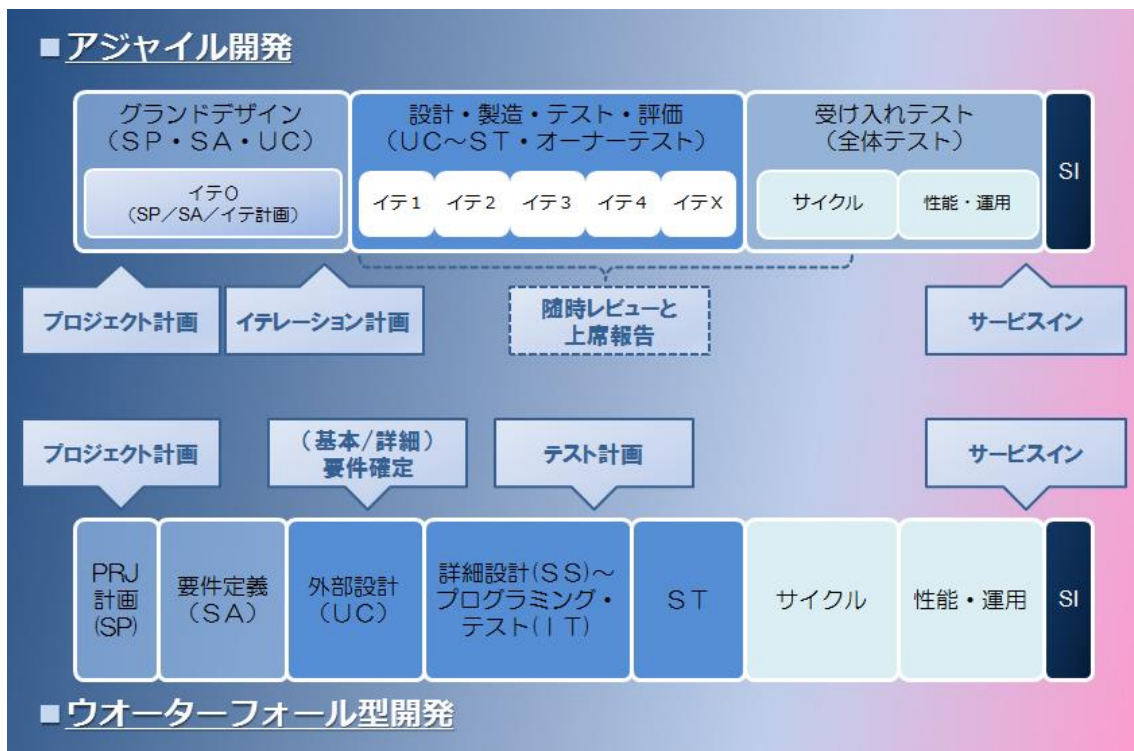 ■アジャイル開発
グランドデザイン
(SP・SA・UC)
イテ0
(SP/SA/イテ計画)
設計・製造・テスト・評価
(UC～ST・オーナーテスト)
イテ1
イテ2
イテ3
イテ4
イテX
受け入れテスト
(全体テスト)
サイクル
性能・運用
SI
プロジェクト計画
イテレーション計画
随時レビューと
上席報告
サービスイン
プロジェクト計画
(基本/詳細)
要件確定
テスト計画
サービスイン
PRJ
計画
(SP)
要件定義
(SA)
外部設計
(UC)
詳細設計(SS)～
プログラミング・
テスト(IT)
ST
サイクル
性能・運用
SI
■ウオーターフォール型開発